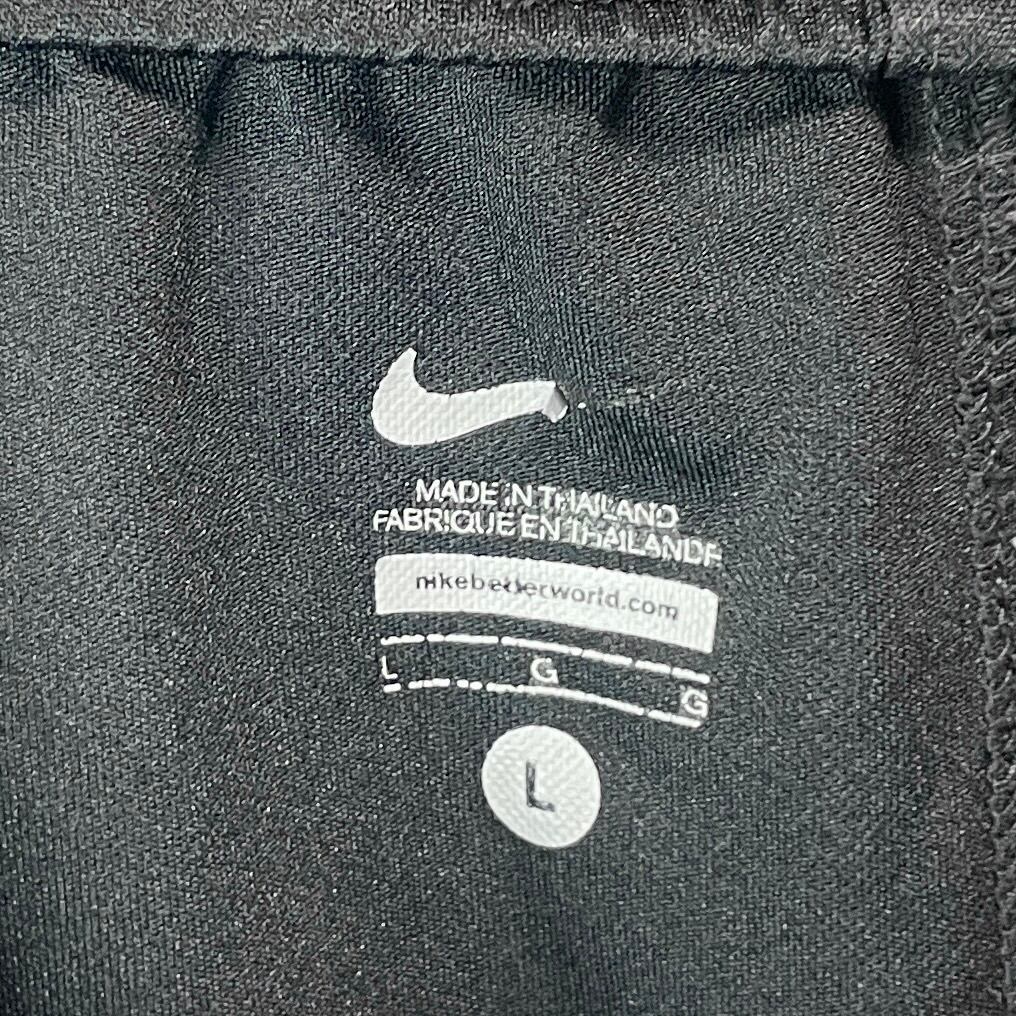 MADE IN THAILAND
FABRIQUE EN THAILANDE
nikebetterworld.com
L G G
L